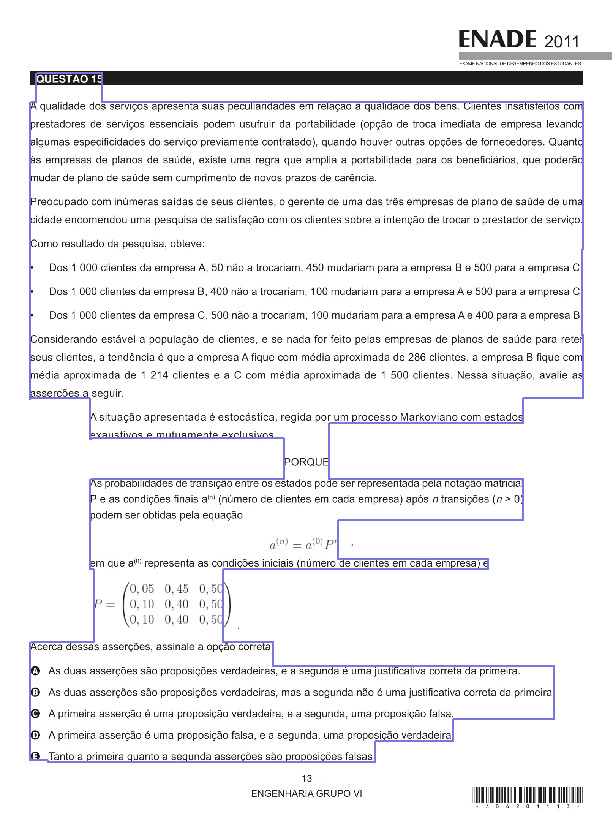 ENADE 2011
EXAME NACIONAL DE DESEMPENHO DOS ESTUDANTES
QUESTÃO 15
A qualidade dos serviços apresenta suas peculiaridades em relação à qualidade dos bens. Clientes insatisfeitos com
prestadores de serviços essenciais podem usufruir da portabilidade (opção de troca imediata de empresa levando
algumas especificidades do serviço previamente contratado), quando houver outras opções de fornecedores. Quanto
às empresas de planos de saúde, existe uma regra que amplia a portabilidade para os beneficiários, que poderão
mudar de plano de saúde sem cumprimento de novos prazos de carência.
Preocupado com inúmeras saídas de seus clientes, o gerente de uma das três empresas de plano de saúde de uma
cidade encomendou uma pesquisa de satisfação com os clientes sobre a intenção de trocar o prestador de serviço.
Como resultado da pesquisa, obteve:
• Dos 1 000 clientes da empresa A, 50 não a trocariam, 450 mudariam para a empresa B e 500 para a empresa C
• Dos 1 000 clientes da empresa B, 400 não a trocariam, 100 mudariam para a empresa A e 500 para a empresa C
• Dos 1 000 clientes da empresa C, 500 não a trocariam, 100 mudariam para a empresa A e 400 para a empresa B
Considerando estável a população de clientes, e se nada for feito pelas empresas de planos de saúde para reter
seus clientes, a tendência é que a empresa A fique com média aproximada de 286 clientes, a empresa B fique com
média aproximada de 1 214 clientes e a C com média aproximada de 1 500 clientes. Nessa situação, avalie as
asserções a seguir.
A situação apresentada é estocástica, regida por um processo Markoviano com estados
exaustivos e mutuamente exclusivos
PORQUE
As probabilidades de transição entre os estados pode ser representada pela notação matricial
P e as condições finais a⁽ⁿ⁾ (número de clientes em cada empresa) após n transições (n > 0)
podem ser obtidas pela equação
a⁽ⁿ⁾ = a⁽⁰⁾Pⁿ .
em que a⁽⁰⁾ representa as condições iniciais (número de clientes em cada empresa) e
P = (0,05 0,45 0,50
0,10 0,40 0,50
0,10 0,40 0,50) .
Acerca dessas asserções, assinale a opção correta
A As duas asserções são proposições verdadeiras, e a segunda é uma justificativa correta da primeira.
B As duas asserções são proposições verdadeiras, mas a segunda não é uma justificativa correta da primeira
C A primeira asserção é uma proposição verdadeira, e a segunda, uma proposição falsa.
D A primeira asserção é uma proposição falsa, e a segunda, uma proposição verdadeira
E Tanto a primeira quanto a segunda asserções são proposições falsas
13
ENGENHARIA GRUPO VI
*A062011113*